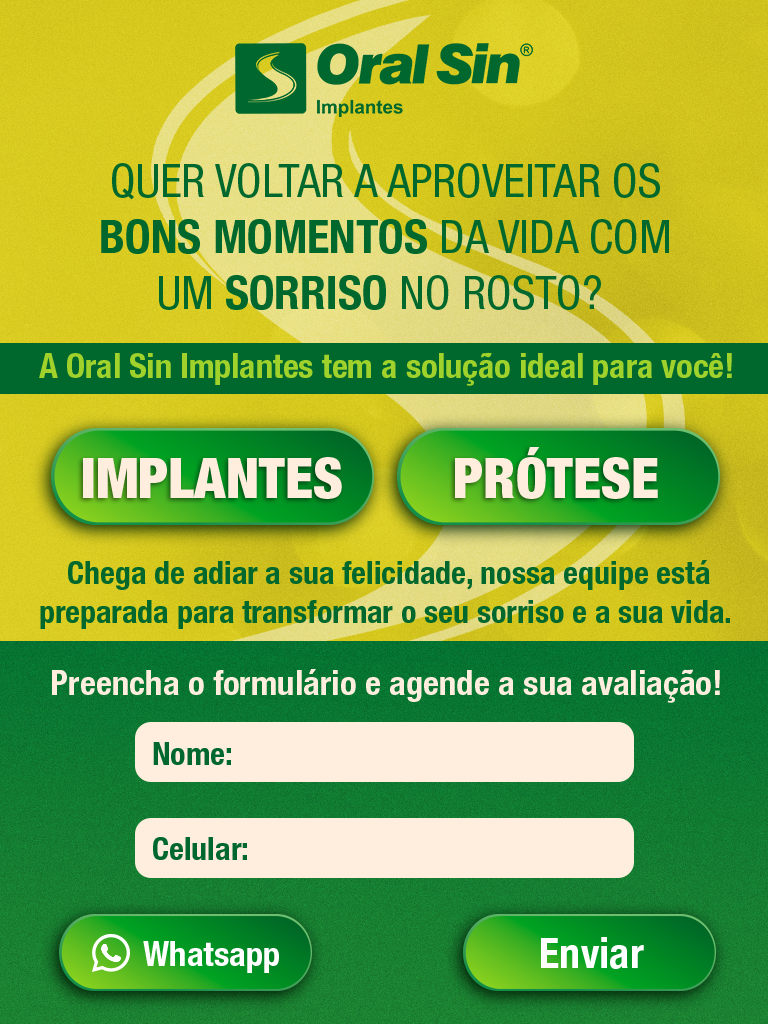 Oral Sin®
Implantes
QUER VOLTAR A APROVEITAR OS
BONS MOMENTOS DA VIDA COM
UM SORRISO NO ROSTO?
A Oral Sin Implantes tem a solução ideal para você!
IMPLANTES
PRÓTESE
Chega de adiar a sua felicidade, nossa equipe está
preparada para transformar o seu sorriso e a sua vida.
Preencha o formulário e agende a sua avaliação!
Nome:
Celular:
Whatsapp
Enviar